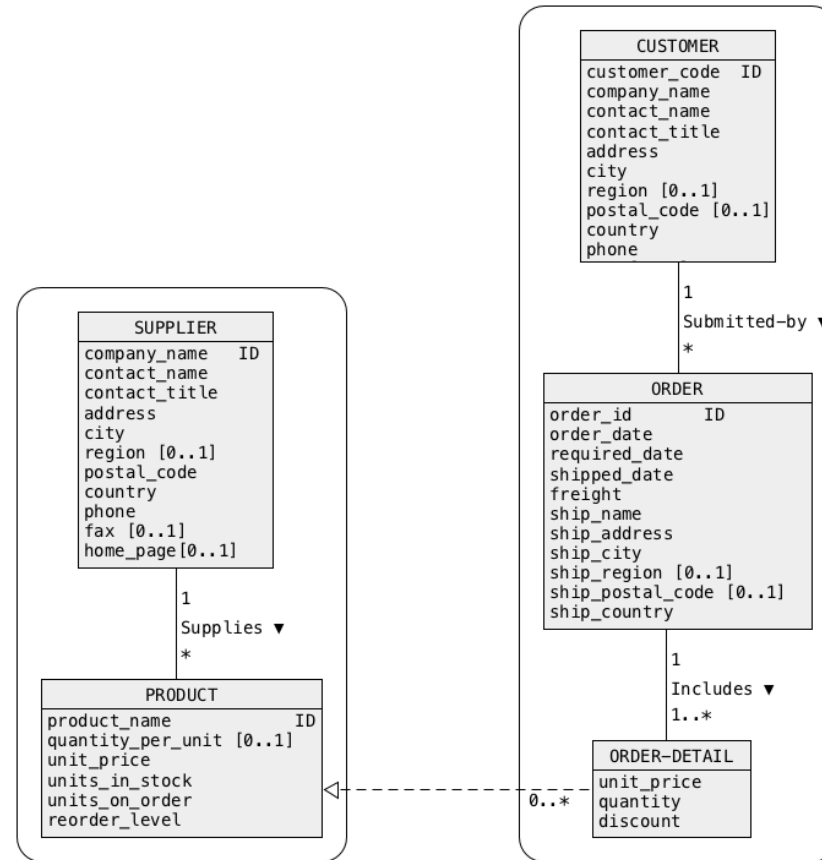 CUSTOMER
customer_code ID
company_name
contact_name
contact_title
address
city
region [0..1]
postal_code [0..1]
country
phone
1
Submitted-by ▼
*
SUPPLIER
company_name ID
contact_name
contact_title
address
city
region [0..1]
postal_code
country
phone
fax [0..1]
home_page[0..1]
1
Supplies ▼
*
ORDER
order_id ID
order_date
required_date
shipped_date
freight
ship_name
ship_address
ship_city
ship_region [0..1]
ship_postal_code [0..1]
ship_country
1
Includes ▼
1..*
PRODUCT
product_name ID
quantity_per_unit [0..1]
unit_price
units_in_stock
units_on_order
reorder_level
0..*
ORDER-DETAIL
unit_price
quantity
discount